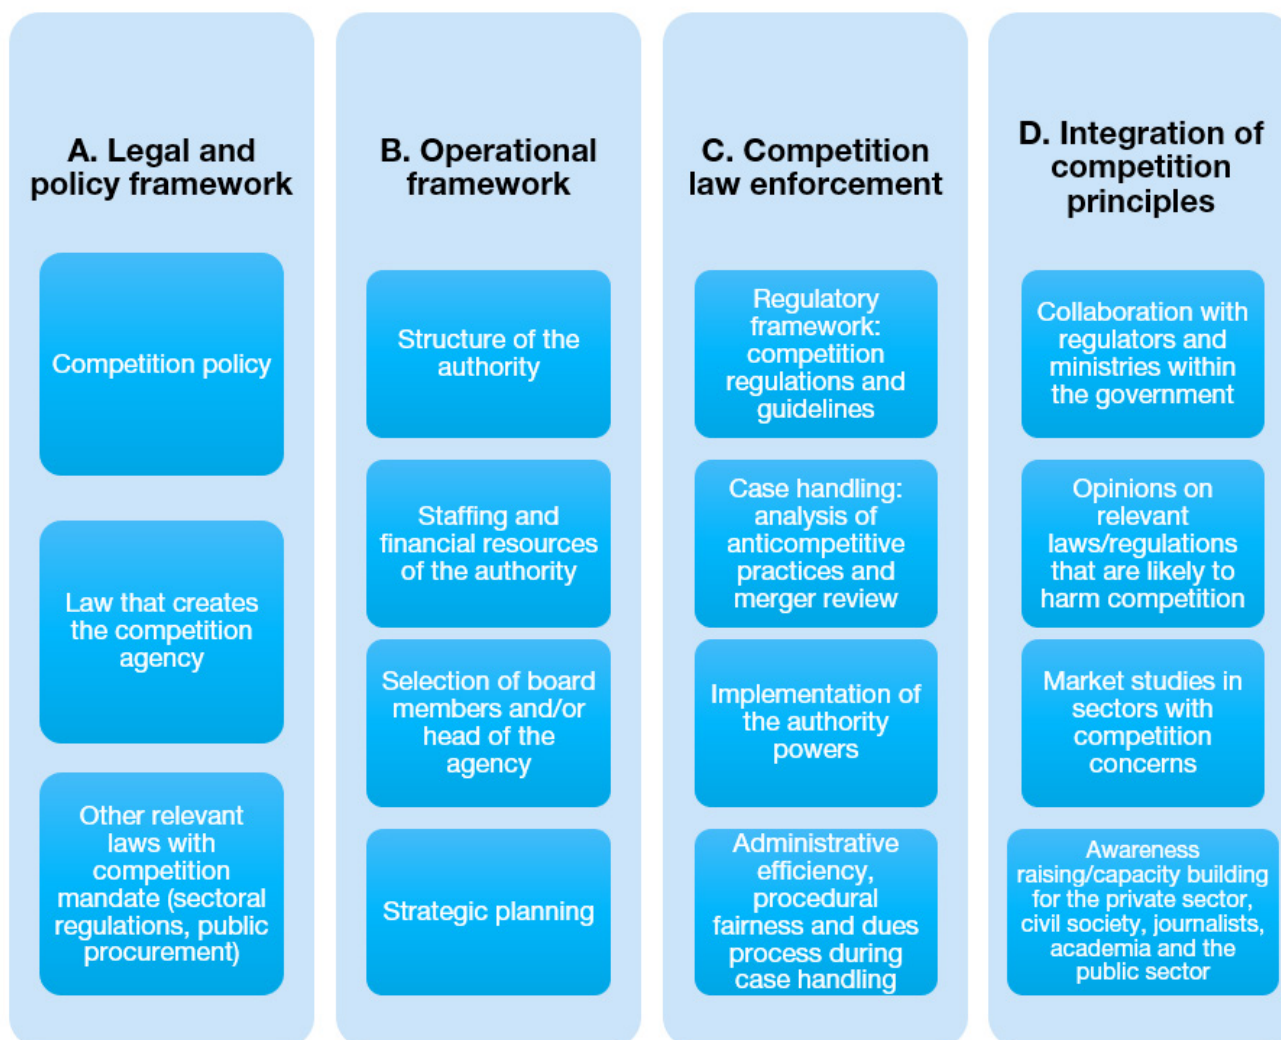 A. Legal and
policy framework
Competition policy
Law that creates
the competition
agency
Other relevant
laws with
competition
mandate (sectoral
regulations, public
procurement)
B. Operational
framework
Structure of the
authority
Staffing and
financial resources
of the authority
Selection of board
members and/or
head of the
agency
Strategic planning
C. Competition
law enforcement
Regulatory
framework:
competition
regulations and
guidelines
Case handling:
analysis of
anticompetitive
practices and
merger review
Implementation of
the authority
powers
Administrative
efficiency,
procedural
fairness and dues
process during
case handling
D. Integration of
competition
principles
Collaboration with
regulators and
ministries within
the government
Opinions on
relevant
laws/regulations
that are likely to
harm competition
Market studies in
sectors with
competition
concerns
Awareness
raising/capacity building
for the private sector,
civil society, journalists,
academia and the
public sector